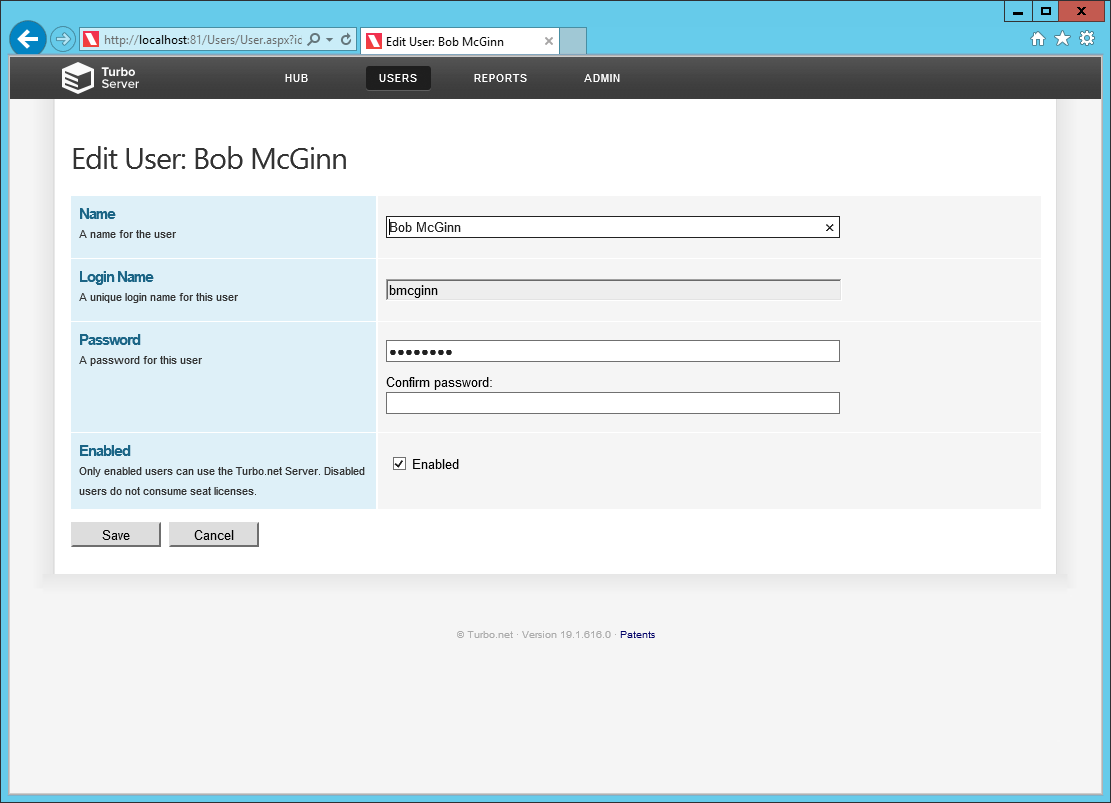 http://localhost:81/Users/User.aspx?ic
Edit User: Bob McGinn
Turbo
Server
HUB
USERS
REPORTS
ADMIN
Edit User: Bob McGinn
Name
A name for the user
Bob McGinn
Login Name
A unique login name for this user
bmcginn
Password
A password for this user
••••••••
Confirm password:
Enabled
Only enabled users can use the Turbo.net Server. Disabled
users do not consume seat licenses.
Enabled
Save
Cancel
© Turbo.net · Version 19.1.616.0 · Patents